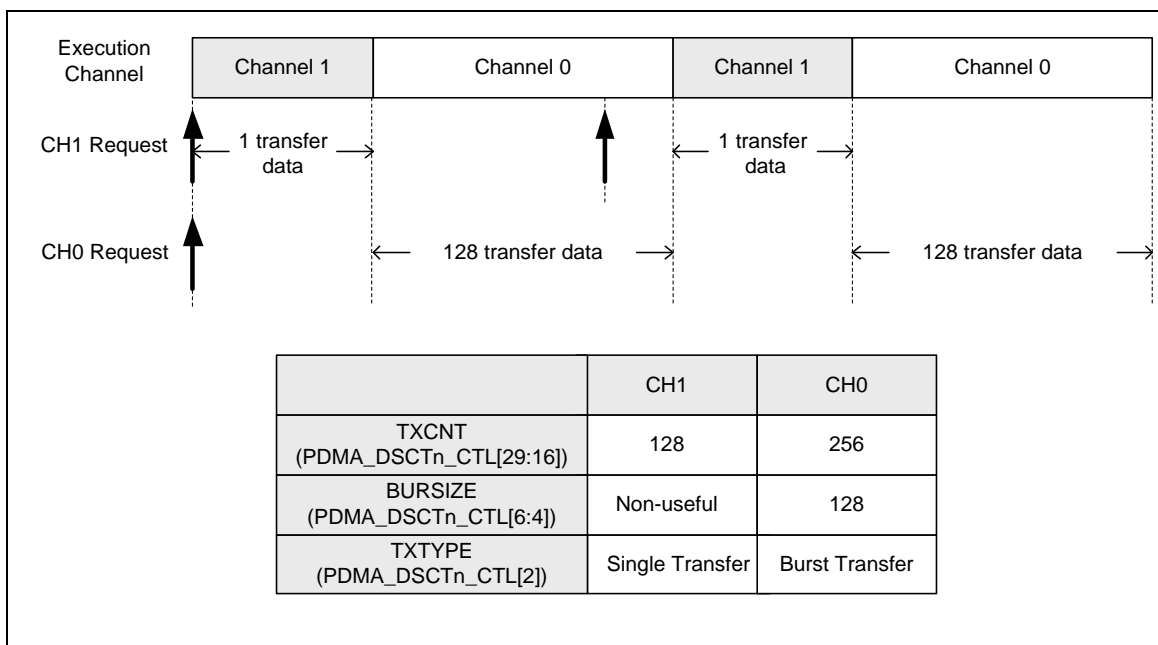 Execution
Channel
Channel 1
Channel 0
Channel 1
Channel 0
CH1 Request
1 transfer
data
1 transfer
data
CH0 Request
128 transfer data
128 transfer data
CH1
CH0
TXCNT
(PDMA_DSCTn_CTL[29:16])
128
256
BURSIZE
(PDMA_DSCTn_CTL[6:4])
Non-useful
128
TXTYPE
(PDMA_DSCTn_CTL[2])
Single Transfer
Burst Transfer